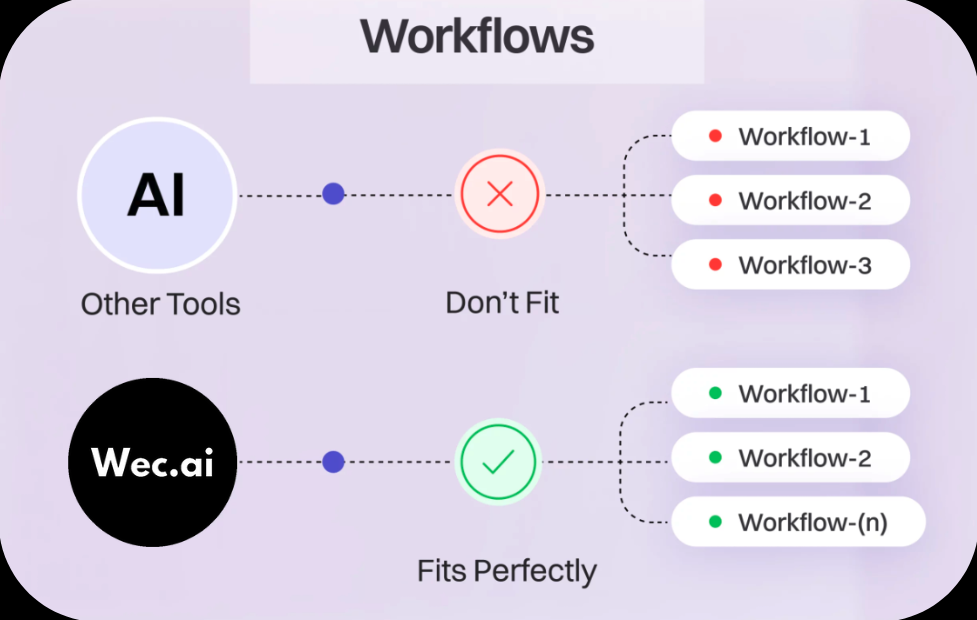 Workflows
AI
Other Tools
Don’t Fit
Workflow-1
Workflow-2
Workflow-3
Wec.ai
Fits Perfectly
Workflow-1
Workflow-2
Workflow-(n)